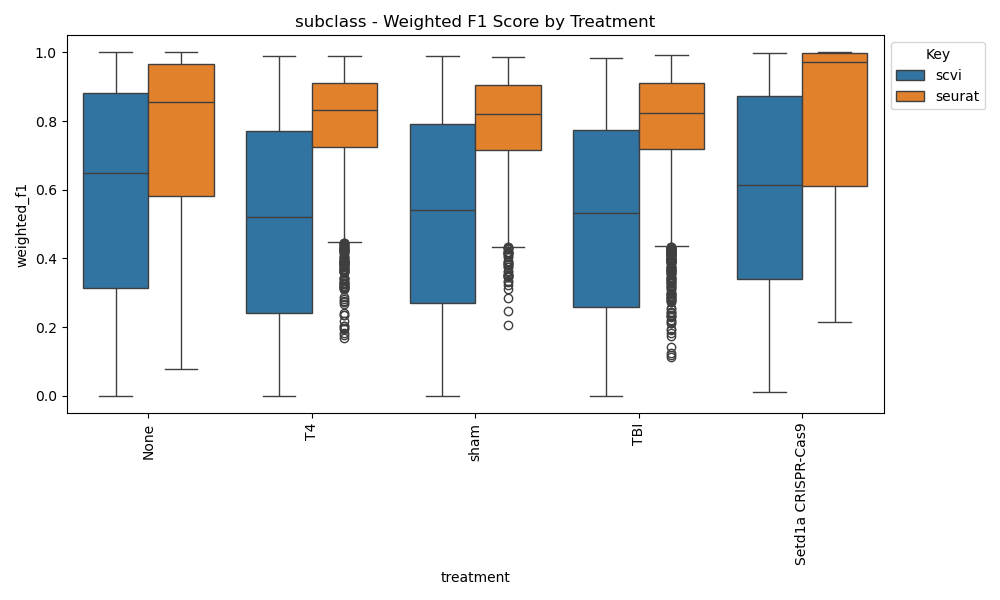 subclass - Weighted F1 Score by Treatment
Key
scvi
seurat
weighted_f1
1.0
0.8
0.6
0.4
0.2
0.0
None
T4
sham
TBI
Setd1a CRISPR-Cas9
treatment